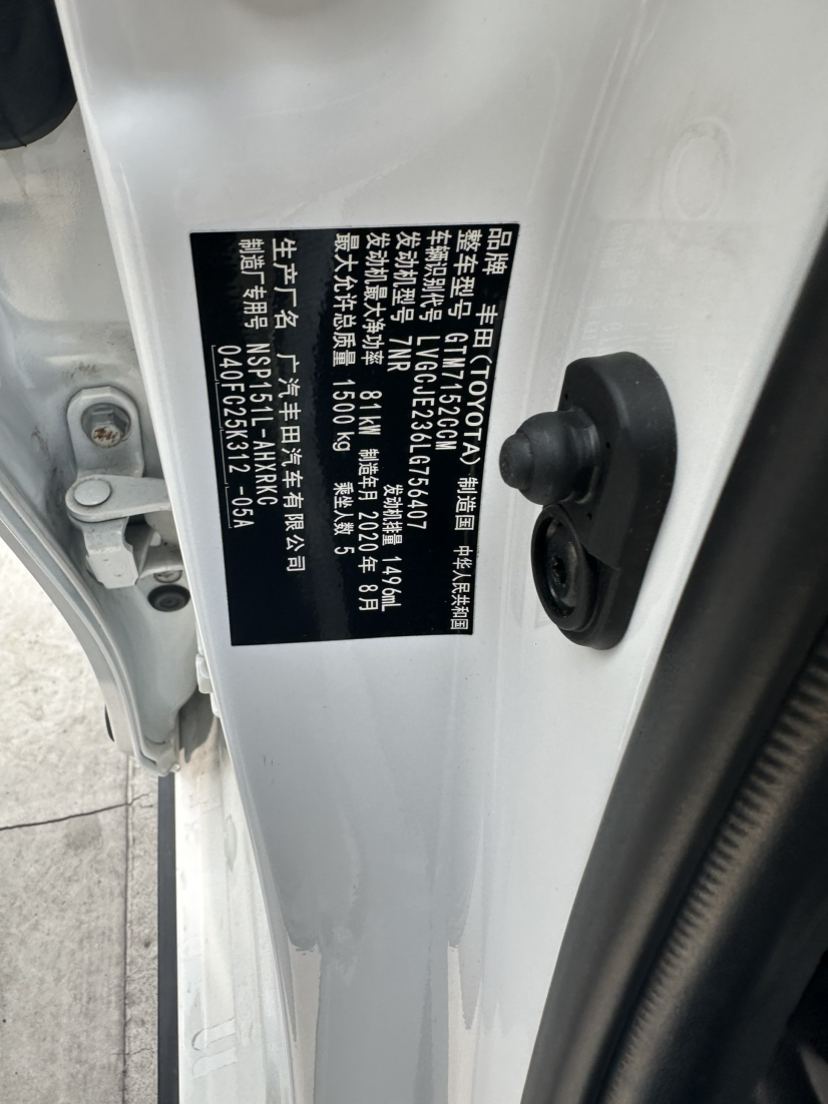 品牌 丰田(TOYOTA) 制造国 中华人民共和国
整车型号 GTM7152GCM
车辆识别代号 LVGCJE236LG756407
发动机型号 7NR 发动机排量 1496mL
发动机最大净功率 81kW 制造年月 2020年8月
最大允许总质量 1500kg 乘坐人数 5
生产厂名 广汽丰田汽车有限公司
制造厂专用号 NSP151L-AHXRKC
040FC25K312 -05A